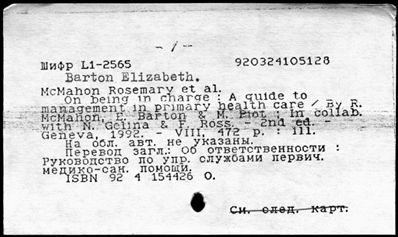 - 1 -
Шифр L1-2565 920324105128
Barton Elizabeth.
McMahon Rosemary et al.
On being in charge : A guide to
management in primary health care / By R.
McMahon, E. Barton & M. Piot ; In collab.
with N. Gelina & F. Ross. - 2nd ed. -
Geneva, 1992. - VIII, 472 p. : ill.
На обл. авт. не указаны.
Перевод загл.: Об ответственности :
Руководство по упр. службами первич.
медико-сан. помощи.
ISBN 92 4 154426 0.
См. след. карт.